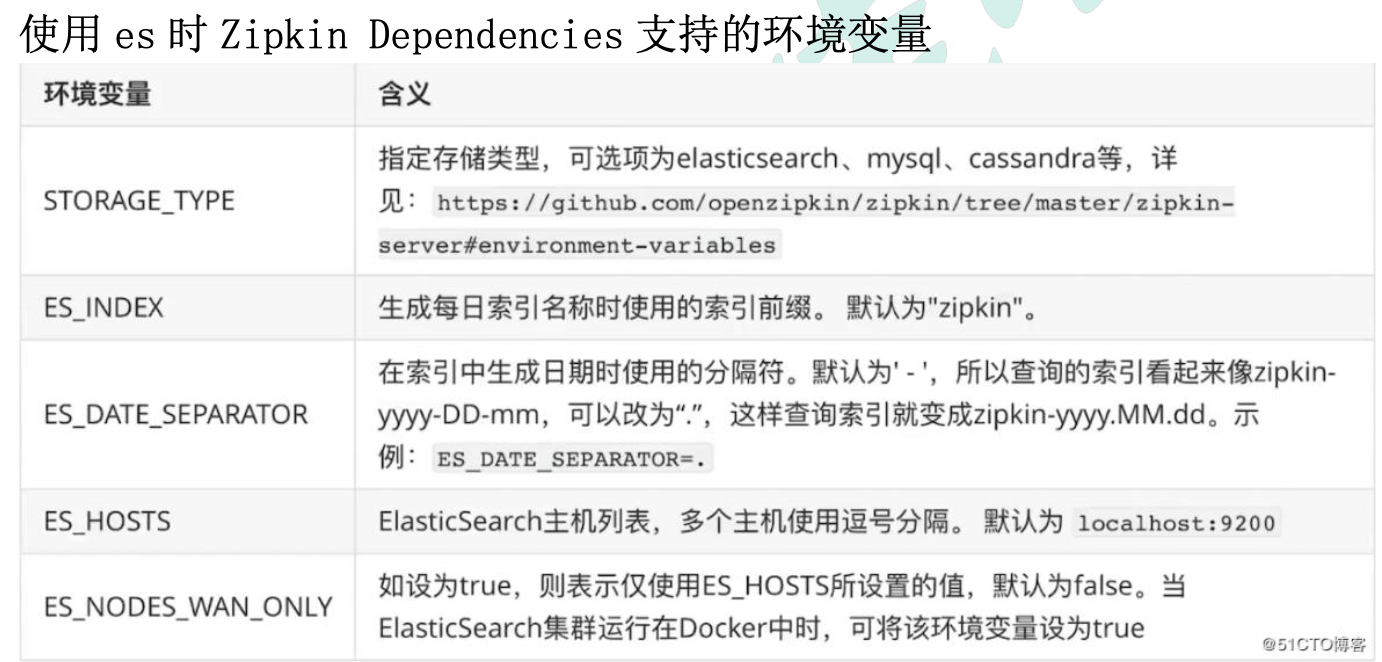 使用 es 时 Zipkin Dependencies 支持的环境变量
环境变量
含义
STORAGE_TYPE
指定存储类型，可选项为elasticsearch、mysql、cassandra等，详
见： https://github.com/openzipkin/zipkin/tree/master/zipkin-
server#environment-variables
ES_INDEX
生成每日索引名称时使用的索引前缀。 默认为"zipkin"。
ES_DATE_SEPARATOR
在索引中生成日期时使用的分隔符。默认为' - '，所以查询的索引看起来像zipkin-
yyyy-DD-mm，可以改为“.”，这样查询索引就变成zipkin-yyyy.MM.dd。示
例： ES_DATE_SEPARATOR=.
ES_HOSTS
ElasticSearch主机列表，多个主机使用逗号分隔。 默认为 localhost:9200
ES_NODES_WAN_ONLY
如设为true，则表示仅使用ES_HOSTS所设置的值，默认为false。当
ElasticSearch集群运行在Docker中时，可将该环境变量设为true
@51CTO博客